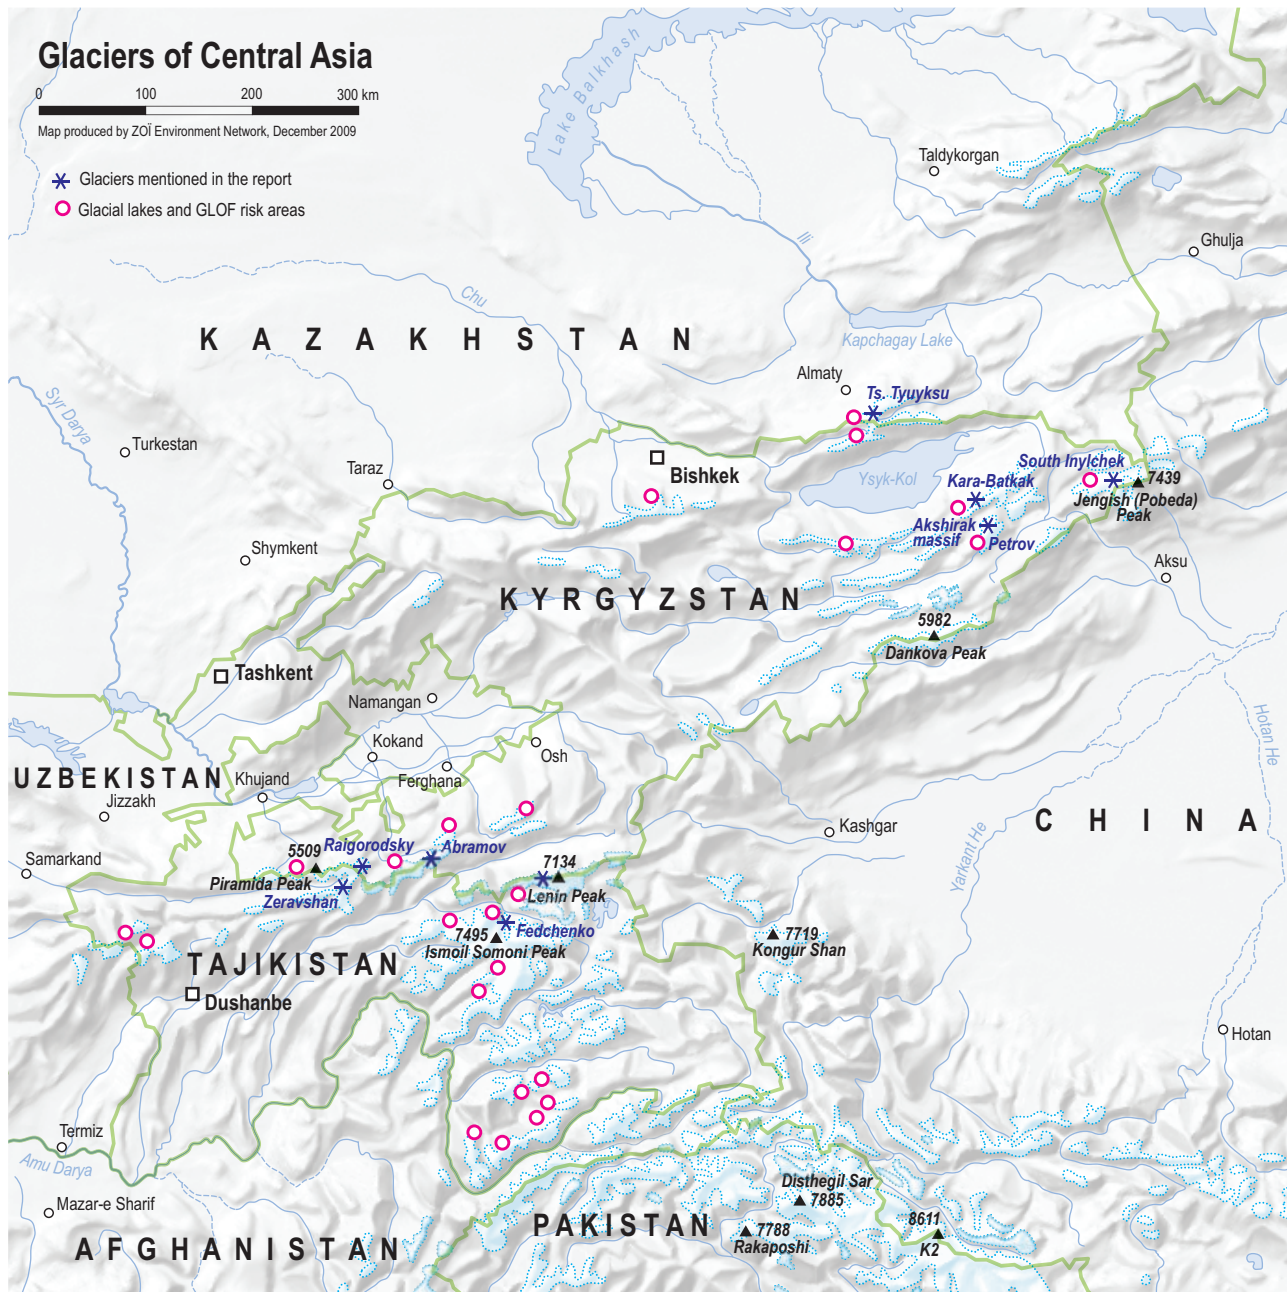 Glaciers of Central Asia
0 100 200 300 km
Map produced by ZOÏ Environment Network, December 2009
Glaciers mentioned in the report
Glacial lakes and GLOF risk areas
Lake Balkhash
Taldykorgan
Ili
Ghulja
Chu
KAZAKHSTAN
Kapchagay Lake
Almaty
Ts. Tyuyksu
Syr Darya
Turkestan
Taraz
Bishkek
Ysyk-Kol
South Inylchek
7439
Jengish (Pobeda)
Peak
Kara-Batkak
Akshirak
massif
Petrov
Shymkent
Aksu
KYRGYZSTAN
5982
Dankova Peak
Tashkent
Namangan
Hotan He
Kokand
Osh
Ferghana
UZBEKISTAN
Khujand
Jizzakh
CHINA
Kashgar
Yarkant He
Samarkand
5509
Piramida Peak
Raigorodsky
Abramov
Zeravshan
7134
Lenin Peak
Fedchenko
7495
Ismoil Somoni Peak
7719
Kongur Shan
TAJIKISTAN
Dushanbe
Hotan
Termiz
Amu Darya
Mazar-e Sharif
AFGHANISTAN
PAKISTAN
Disthegil Sar
7885
7788
Rakaposhi
8611
K2